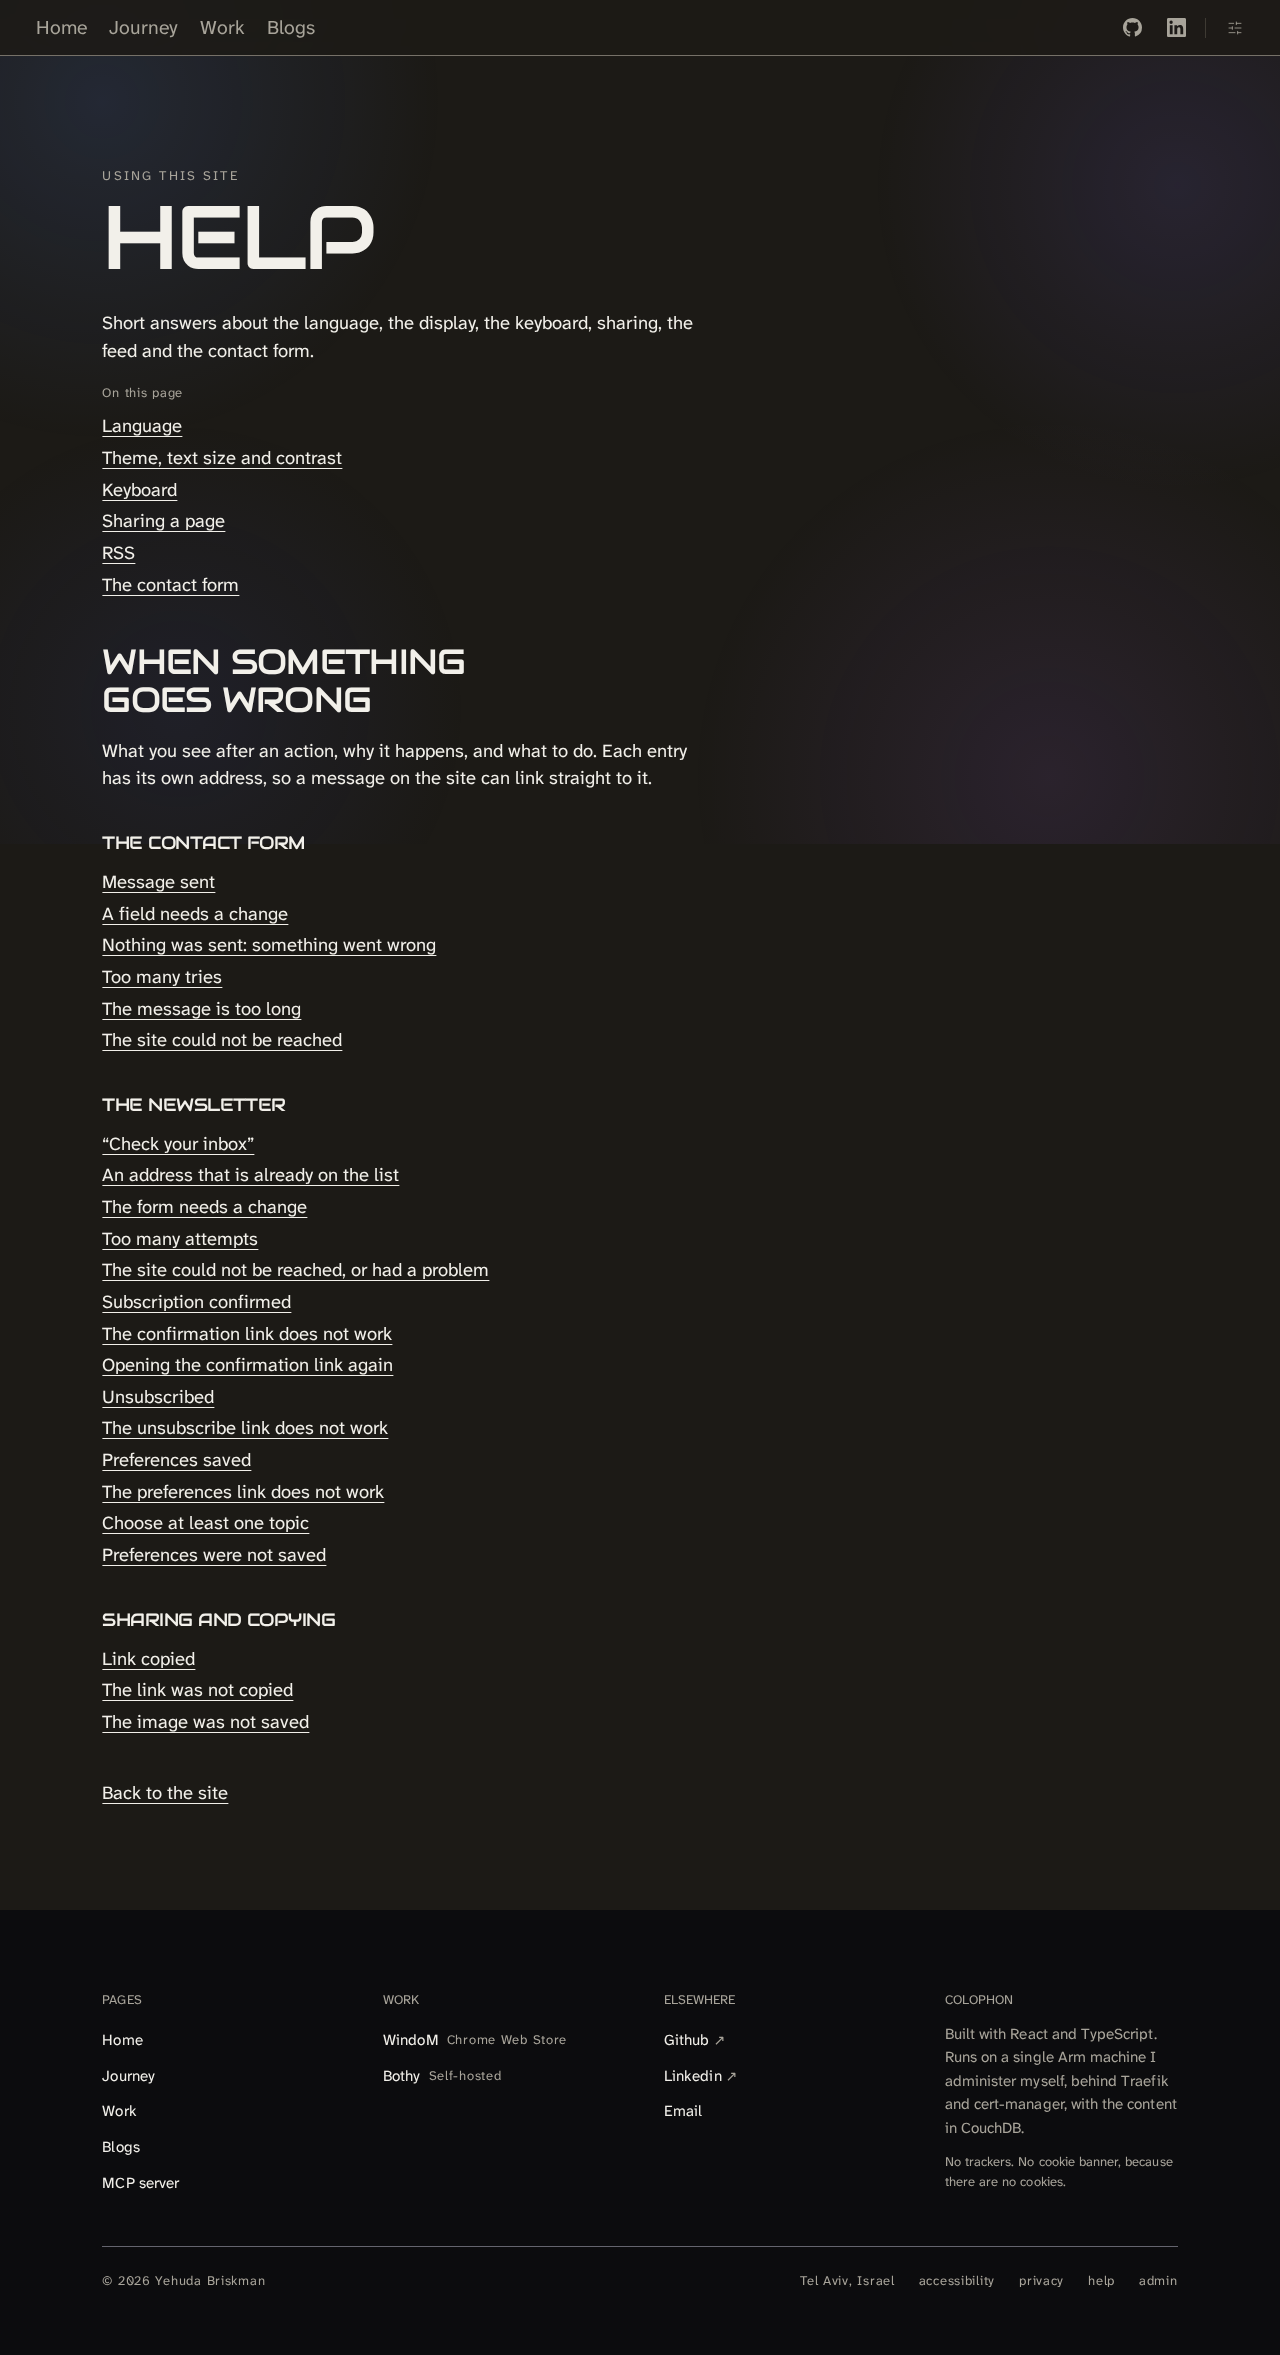 Home Journey Work Blogs
USING THIS SITE
HELP
Short answers about the language, the display, the keyboard, sharing, the
feed and the contact form.
On this page
Language
Theme, text size and contrast
Keyboard
Sharing a page
RSS
The contact form
WHEN SOMETHING
GOES WRONG
What you see after an action, why it happens, and what to do. Each entry
has its own address, so a message on the site can link straight to it.
THE CONTACT FORM
Message sent
A field needs a change
Nothing was sent: something went wrong
Too many tries
The message is too long
The site could not be reached
THE NEWSLETTER
“Check your inbox”
An address that is already on the list
The form needs a change
Too many attempts
The site could not be reached, or had a problem
Subscription confirmed
The confirmation link does not work
Opening the confirmation link again
Unsubscribed
The unsubscribe link does not work
Preferences saved
The preferences link does not work
Choose at least one topic
Preferences were not saved
SHARING AND COPYING
Link copied
The link was not copied
The image was not saved
Back to the site
PAGES
Home
Journey
Work
Blogs
MCP server
WORK
WindoM Chrome Web Store
Bothy Self-hosted
ELSEWHERE
Github ↗
Linkedin ↗
Email
COLOPHON
Built with React and TypeScript.
Runs on a single Arm machine I
administer myself, behind Traefik
and cert-manager, with the content
in CouchDB.
No trackers. No cookie banner, because
there are no cookies.
© 2026 Yehuda Briskman
Tel Aviv, Israel accessibility privacy help admin